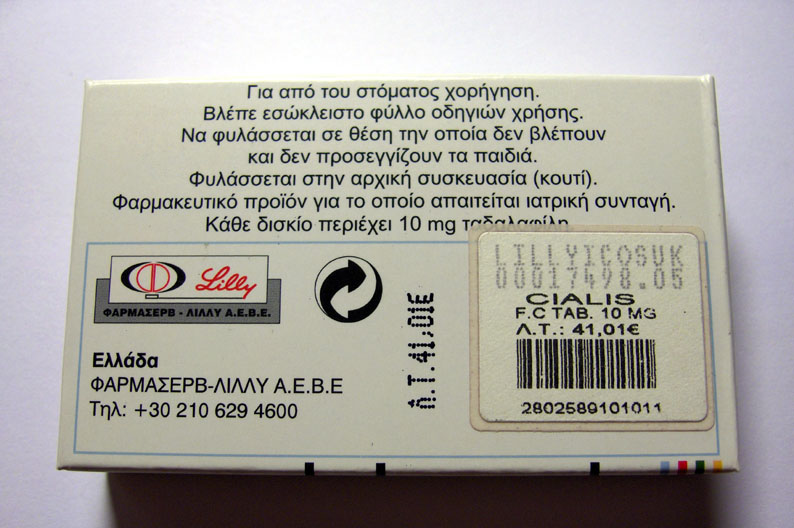 Για από του στόματος χορήγηση.
Βλέπε εσώκλειστο φύλλο οδηγιών χρήσης.
Να φυλάσσεται σε θέση την οποία δεν βλέπουν
και δεν προσεγγίζουν τα παιδιά.
Φυλάσσεται στην αρχική συσκευασία (κουτί).
Φαρμακευτικό προϊόν για το οποίο απαιτείται ιατρική συνταγή.
Κάθε δισκίο περιέχει 10 mg ταδαλαφίλη
Lilly
ΦΑΡΜΑΣΕΡΒ - ΛΙΛΛΥ Α.Ε.Β.Ε.
Ελλάδα
ΦΑΡΜΑΣΕΡΒ-ΛΙΛΛΥ Α.Ε.Β.Ε
Τηλ: +30 210 629 4600
Λ.Τ.41,01€
LILLYICOSUK
00017498.05
CIALIS
F.C TAB. 10 MG
Λ.Τ.: 41,01€
2802589101011